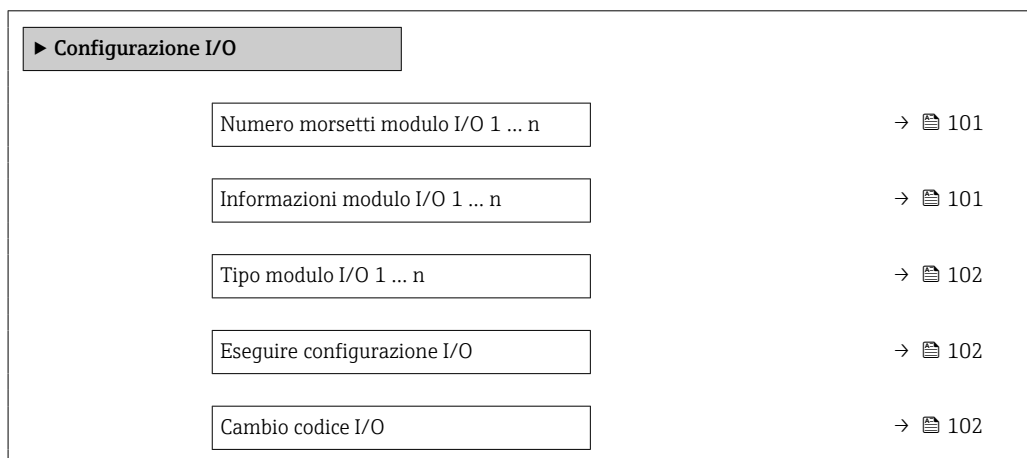 ► Configurazione I/O
Numero morsetti modulo I/O 1 … n → 101
Informazioni modulo I/O 1 … n → 101
Tipo modulo I/O 1 … n → 102
Eseguire configurazione I/O → 102
Cambio codice I/O → 102